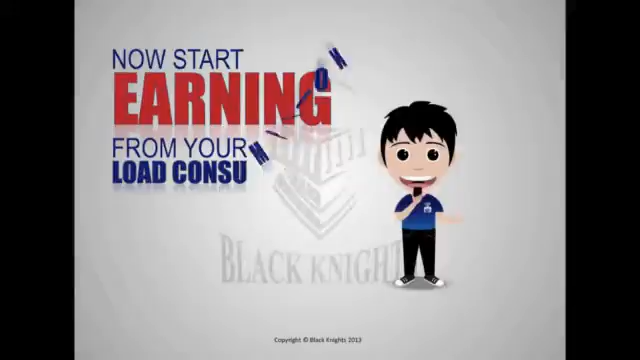 NOW START
EARNING
FROM YOUR
LOAD CONSU
BLACK KNIGHT
Copyright © Black Knights 2013